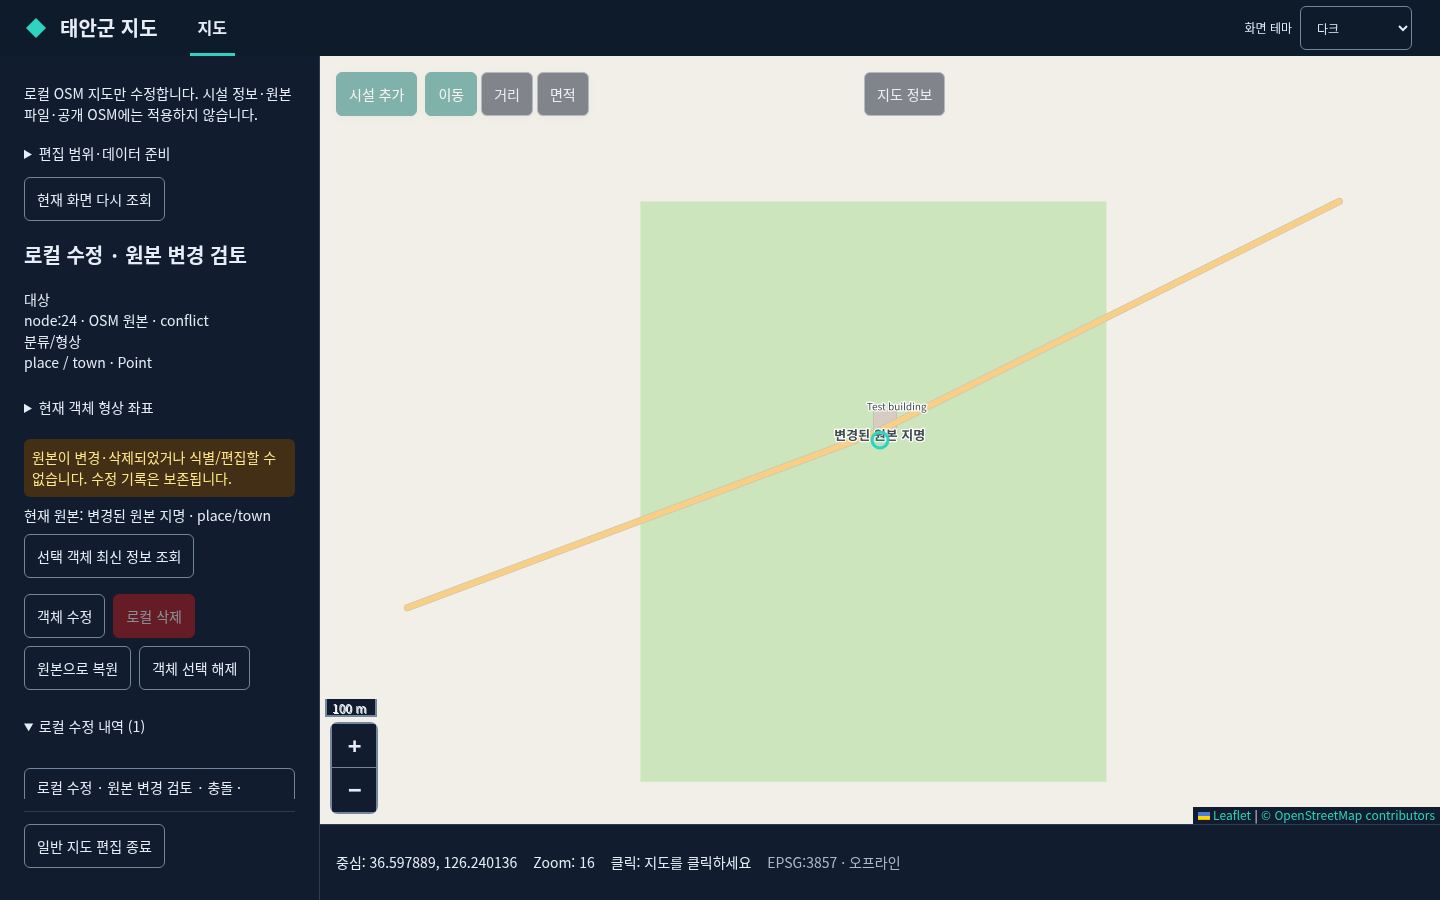 태안군 지도
지도
화면 테마
다크
로컬 OSM 지도만 수정합니다. 시설 정보·원본
파일·공개 OSM에는 적용하지 않습니다.
편집 범위·데이터 준비
현재 화면 다시 조회
로컬 수정 · 원본 변경 검토
대상
node:24 · OSM 원본 · conflict
분류/형상
place / town · Point
현재 객체 형상 좌표
원본이 변경·삭제되었거나 식별/편집할 수
없습니다. 수정 기록은 보존됩니다.
현재 원본: 변경된 원본 지명 · place/town
선택 객체 최신 정보 조회
객체 수정
로컬 삭제
원본으로 복원
객체 선택 해제
로컬 수정 내역 (1)
로컬 수정 · 원본 변경 검토 · 충돌 ·
일반 지도 편집 종료
시설 추가
이동
거리
면적
지도 정보
Test building
변경된 원본 지명
100 m
+
−
Leaflet | © OpenStreetMap contributors
중심: 36.597889, 126.240136
Zoom: 16
클릭: 지도를 클릭하세요
EPSG:3857 · 오프라인